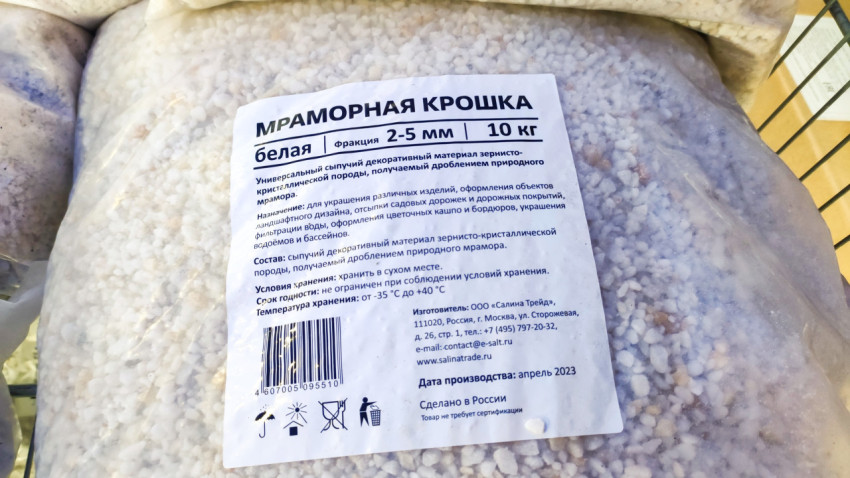 МРАМОРНАЯ КРОШКА
белая | Фракция 2-5 мм | 10 кг
Универсальный сыпучий декоративный материал зернисто-
кристаллической породы, получаемый дроблением природного
мрамора.
Назначение: для украшения различных изделий, оформления объектов
ландшафтного дизайна, отсыпки садовых дорожек и дорожных покрытий,
фильтрации воды, оформления цветочных кашпо и бордюров, украшения
водоёмов и бассейнов.
Состав: сыпучий декоративный материал зернисто-кристаллической
породы, получаемый дроблением природного мрамора.
Условия хранения: хранить в сухом месте.
Срок годности: не ограничен при соблюдении условий хранения.
Температура хранения: от -35 °C до +40 °C
Изготовитель: ООО «Салина Трейд»,
111020, Россия, г. Москва, ул. Сторожевая,
д. 26, стр. 1, тел.: +7 (495) 797-20-32,
e-mail: contact@e-salt.ru
www.salinatrade.ru
4 607005 095510
Дата производства: апрель 2023
Сделано в России
Товар не требует сертификации